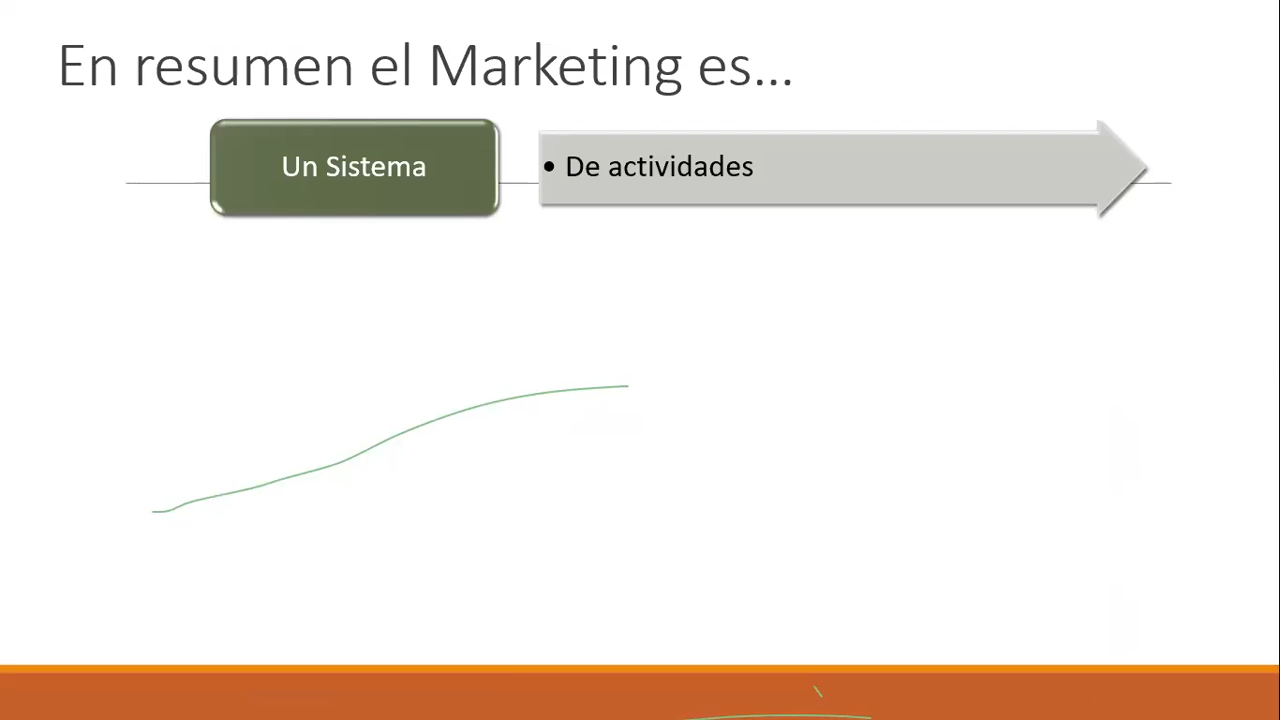 En resumen el Marketing es...
Un Sistema
• De actividades